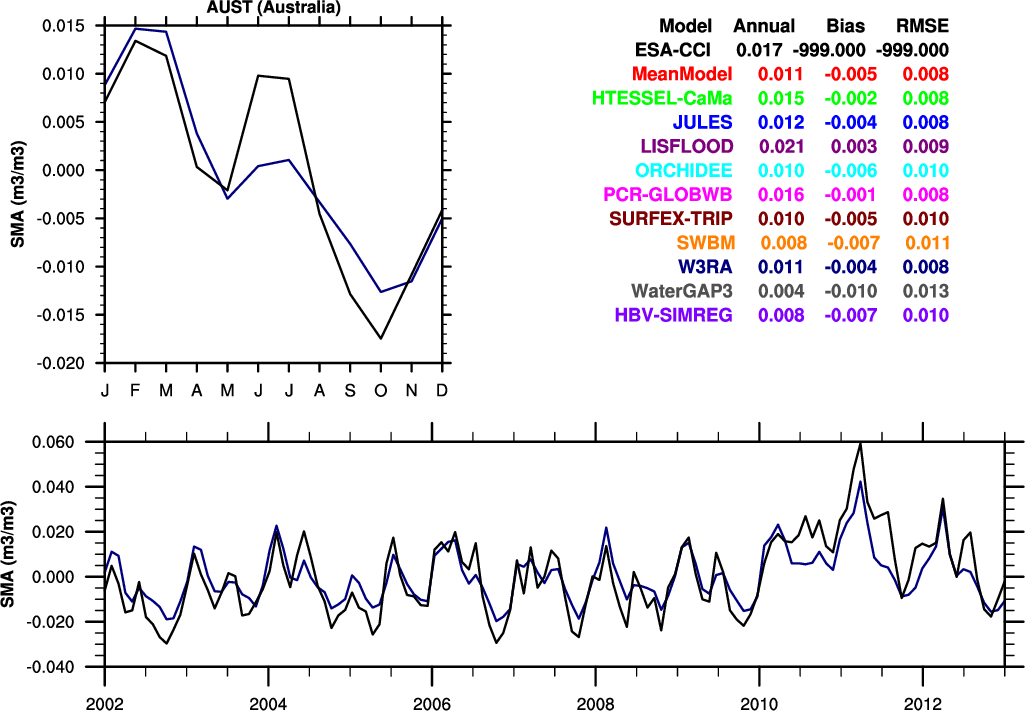 AUST (Australia)
0.015
0.010
0.005
0.000
-0.005
-0.010
-0.015
-0.020
SMA (m3/m3)
J F M A M J J A S O N D
Model Annual Bias RMSE
ESA-CCI 0.017 -999.000 -999.000
MeanModel 0.011 -0.005 0.008
HTESSEL-CaMa 0.015 -0.002 0.008
JULES 0.012 -0.004 0.008
LISFLOOD 0.021 0.003 0.009
ORCHIDEE 0.010 -0.006 0.010
PCR-GLOBWB 0.016 -0.001 0.008
SURFEX-TRIP 0.010 -0.005 0.010
SWBM 0.008 -0.007 0.011
W3RA 0.011 -0.004 0.008
WaterGAP3 0.004 -0.010 0.013
HBV-SIMREG 0.008 -0.007 0.010
0.060
0.040
0.020
0.000
-0.020
-0.040
SMA (m3/m3)
2002 2004 2006 2008 2010 2012